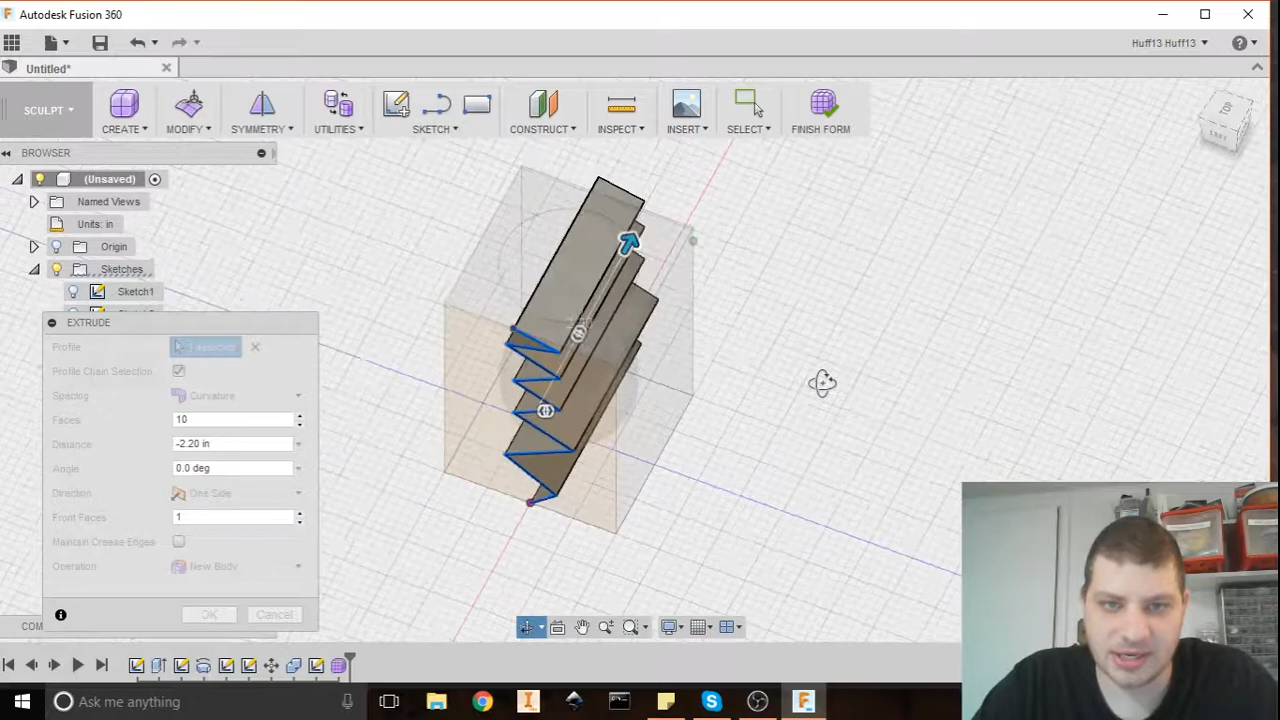 Autodesk Fusion 360
Huff13 Huff13
Untitled*
SCULPT
CREATE
MODIFY
SYMMETRY
UTILITIES
SKETCH
CONSTRUCT
INSPECT
INSERT
SELECT
FINISH FORM
TOP
LEFT
BROWSER
(Unsaved)
Named Views
Units: in
Origin
Sketches
Sketch1
EXTRUDE
Profile
Profile Chain Selection
Spacing Curvature
Faces 10
Distance -2.20 in
Angle 0.0 deg
Direction One Side
Front Faces 1
Maintain Crease Edges
Operation New Body
OK Cancel
COM
Ask me anything